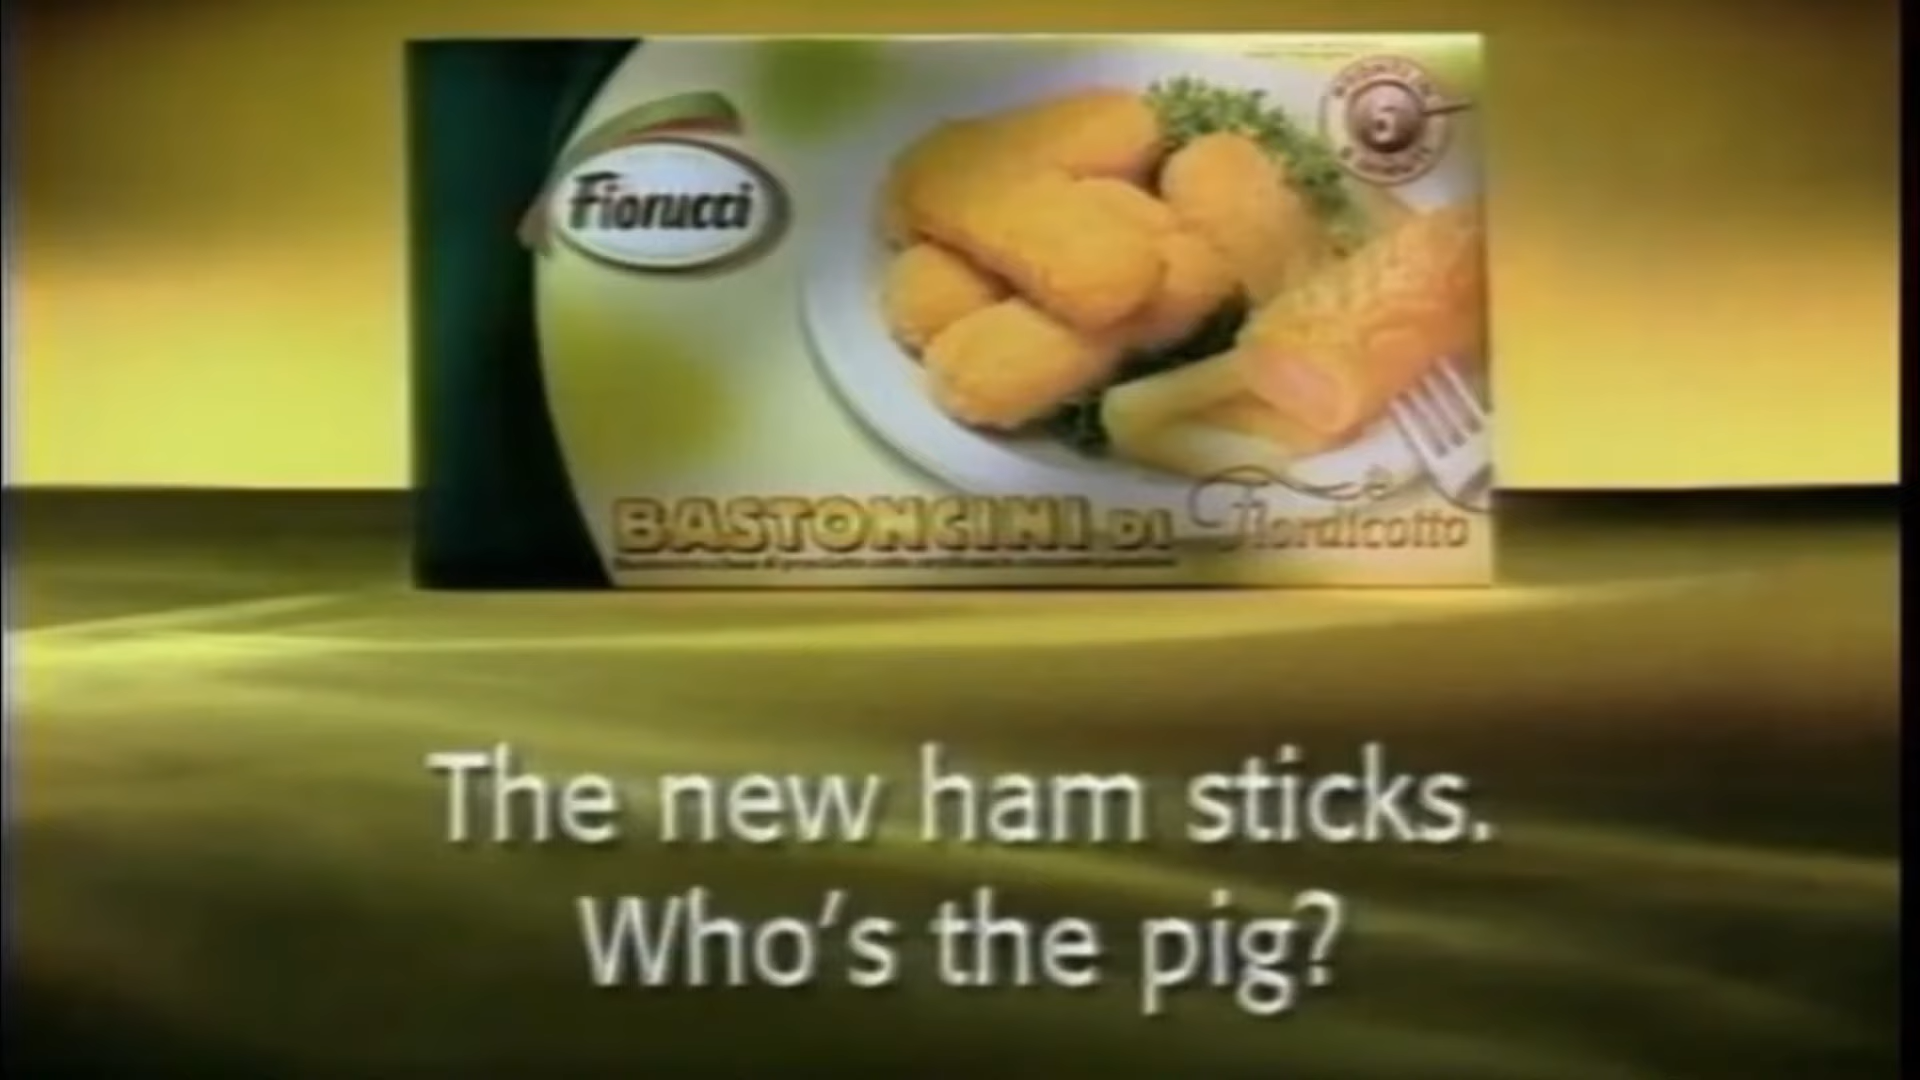 Fiorucci
BASTONCINI DI Fiordicotto
The new ham sticks.
Who's the pig?